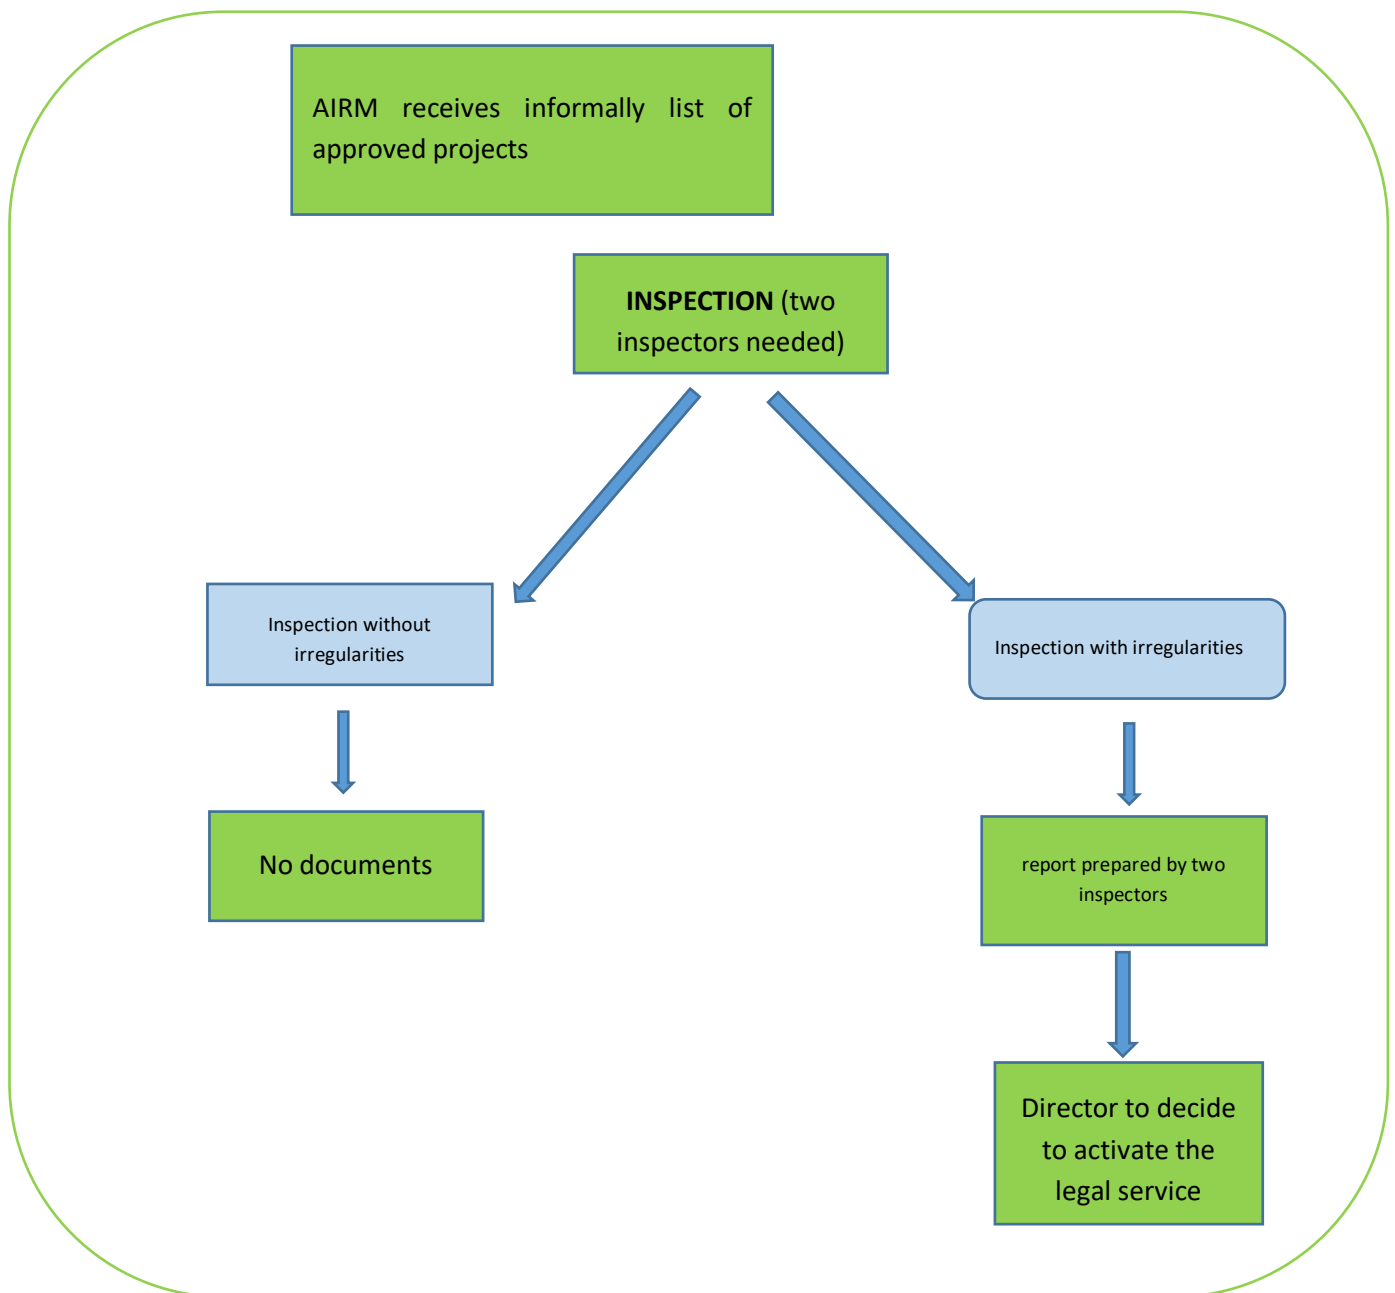 AIRM receives informally list of
approved projects
INSPECTION (two
inspectors needed)
Inspection without
irregularities
Inspection with irregularities
No documents
report prepared by two
inspectors
Director to decide
to activate the
legal service